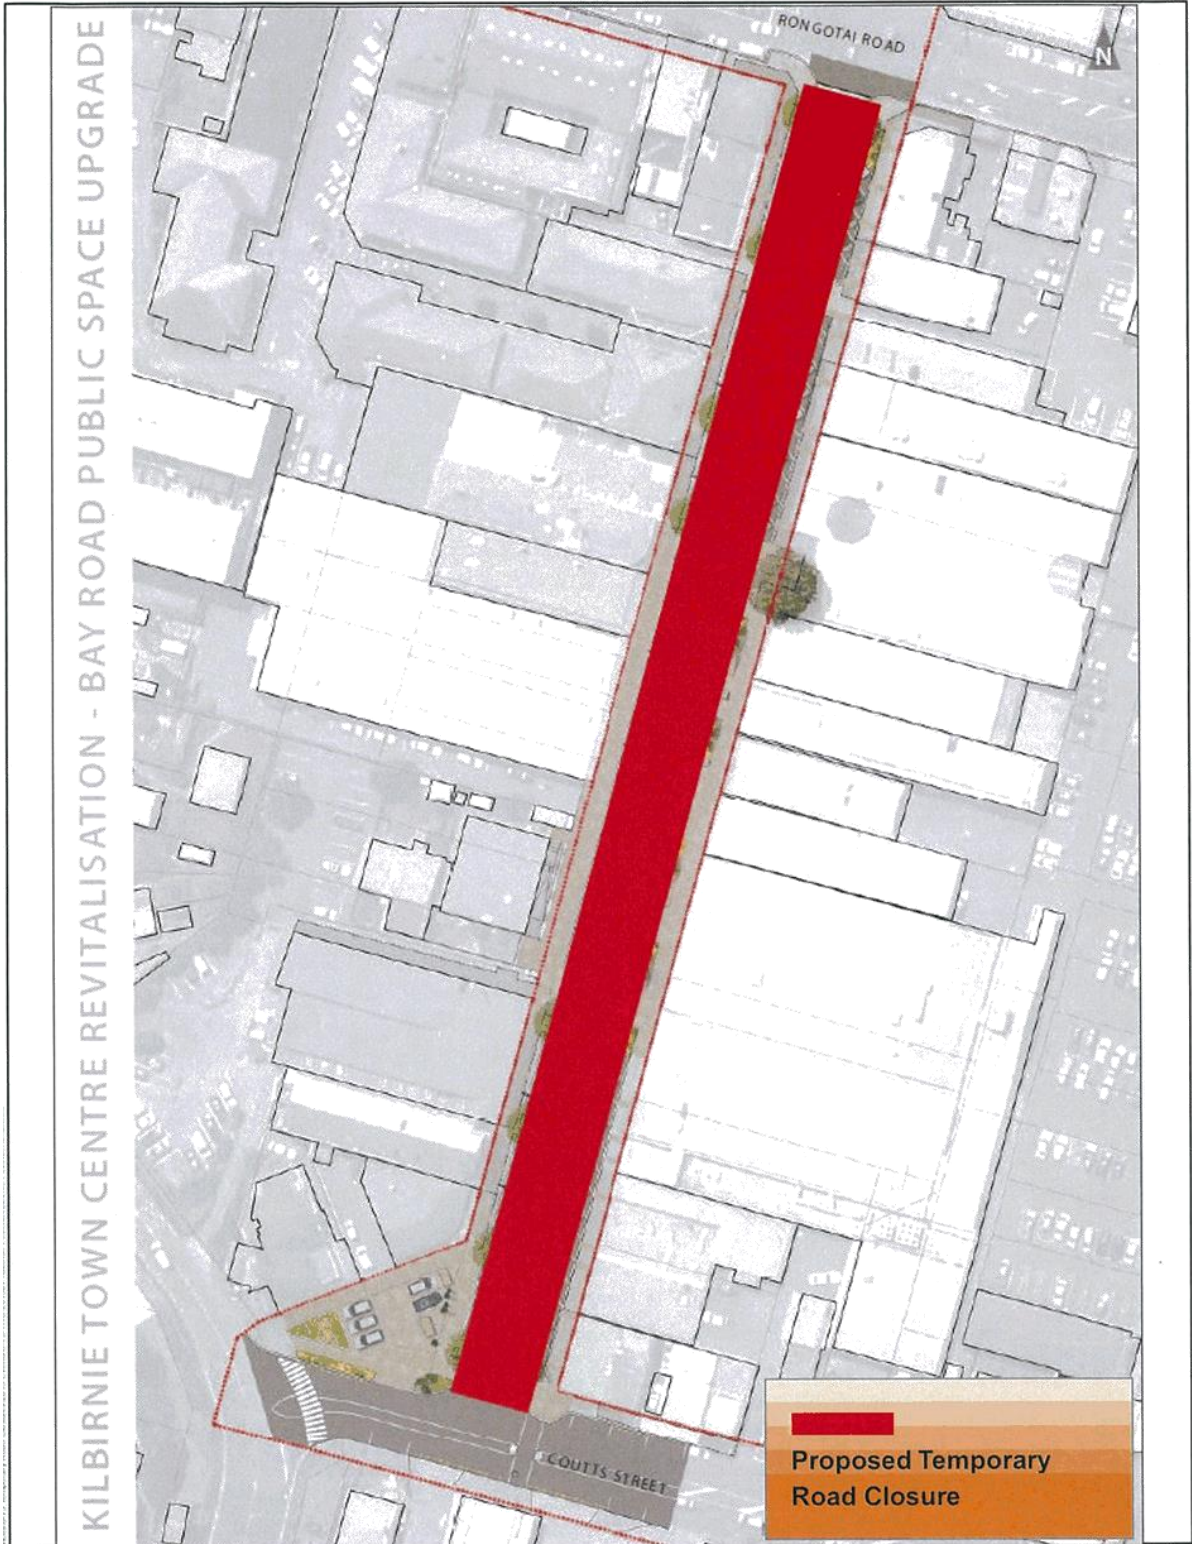 KILBIRNIE TOWN CENTRE REVITALISATION - BAY ROAD PUBLIC SPACE UPGRADE
RONGOTAI ROAD
N
COUTTS STREET
Proposed Temporary
Road Closure